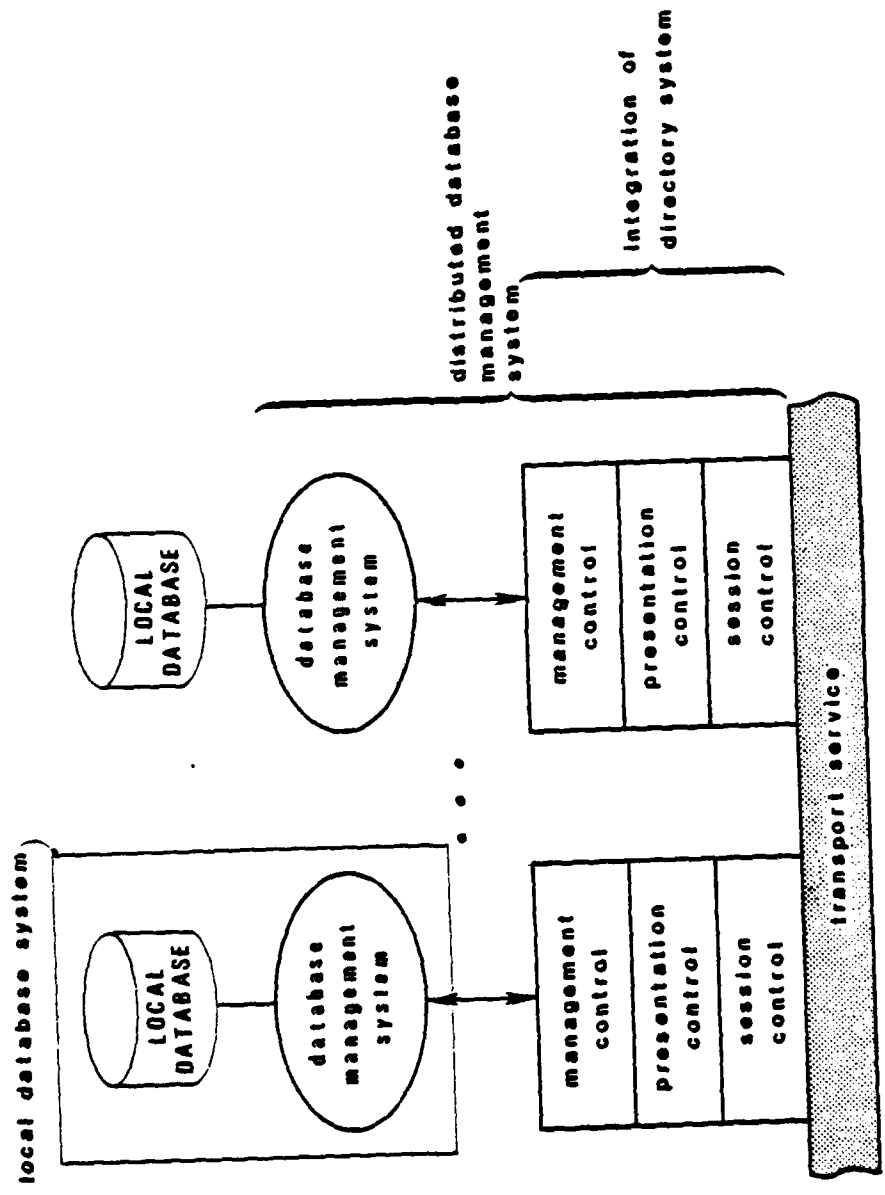 local database system
LOCAL
DATABASE
database
management
system
management
control
presentation
control
session
control
LOCAL
DATABASE
database
management
system
management
control
presentation
control
session
control
transport service
distributed database
management
system
integration of
directory system